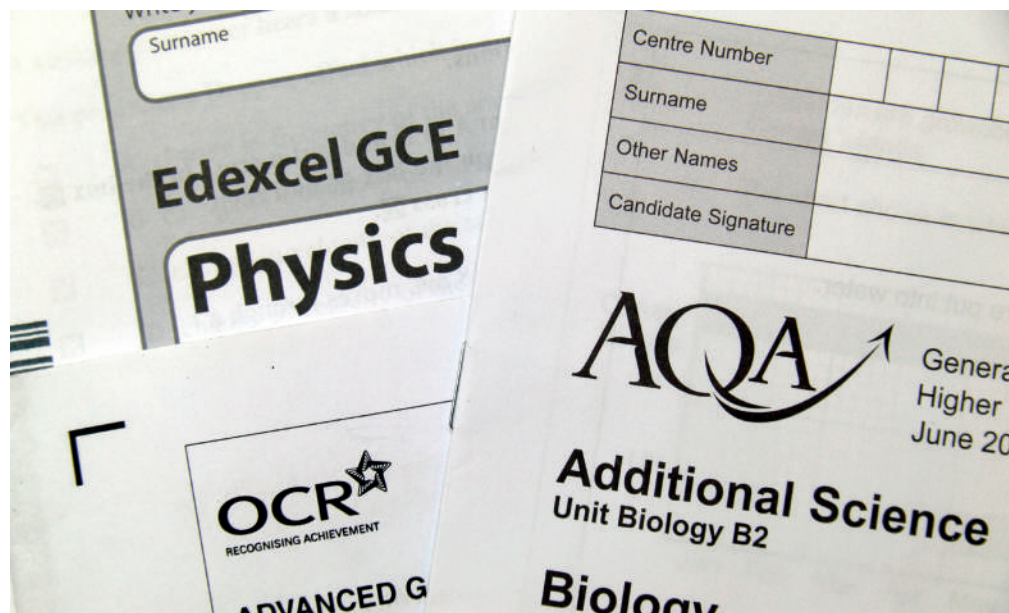 Surname
Edexcel GCE
Physics
OCR
RECOGNISING ACHIEVEMENT
ADVANCED G
Centre Number
Surname
Other Names
Candidate Signature
AQA
Genera
Higher
June 20
Additional Science
Unit Biology B2
Biology